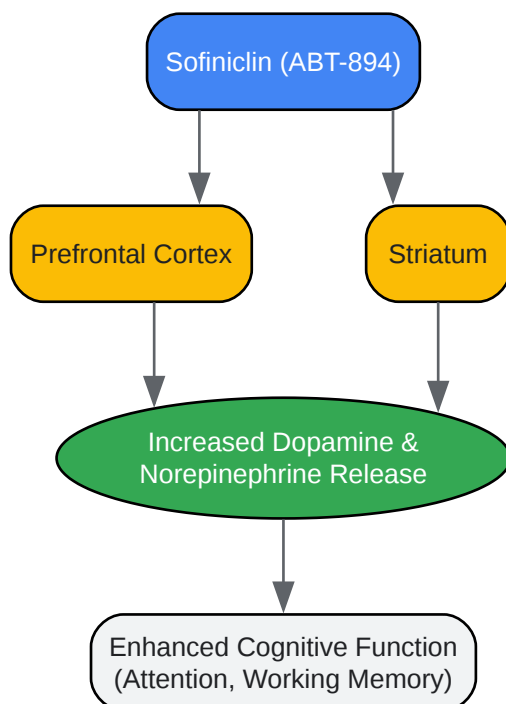 Sofiniclin (ABT-894)
Prefrontal Cortex
Striatum
Increased Dopamine &
Norepinephrine Release
Enhanced Cognitive Function
(Attention, Working Memory)